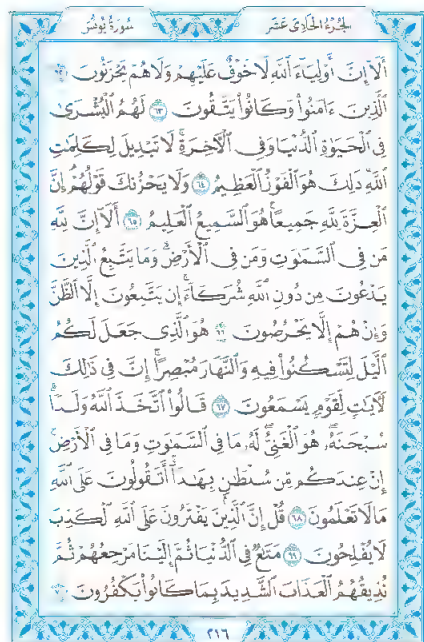 الجزء الحادي عشر
سورة يونس
أَلَآ إِنَّ أَوْلِيَآءَ ٱللَّهِ لَا خَوْفٌ عَلَيْهِمْ وَلَا هُمْ يَحْزَنُونَ ٦٢
ٱلَّذِينَ ءَامَنُوا۟ وَكَانُوا۟ يَتَّقُونَ ٦٣ لَهُمُ ٱلْبُشْرَىٰ
فِى ٱلْحَيَوٰةِ ٱلدُّنْيَا وَفِى ٱلْءَاخِرَةِ ۚ لَا تَبْدِيلَ لِكَلِمَٰتِ
ٱللَّهِ ۚ ذَٰلِكَ هُوَ ٱلْفَوْزُ ٱلْعَظِيمُ ٦٤ وَلَا يَحْزُنكَ قَوْلُهُمْ ۘ إِنَّ
ٱلْعِزَّةَ لِلَّهِ جَمِيعًا ۚ هُوَ ٱلسَّمِيعُ ٱلْعَلِيمُ ٦٥ أَلَآ إِنَّ لِلَّهِ
مَن فِى ٱلسَّمَٰوَٰتِ وَمَن فِى ٱلْأَرْضِ ۗ وَمَا يَتَّبِعُ ٱلَّذِينَ
يَدْعُونَ مِن دُونِ ٱللَّهِ شُرَكَآءَ ۚ إِن يَتَّبِعُونَ إِلَّا ٱلظَّنَّ
وَإِنْ هُمْ إِلَّا يَخْرُصُونَ ٦٦ هُوَ ٱلَّذِى جَعَلَ لَكُمُ
ٱلَّيْلَ لِتَسْكُنُوا۟ فِيهِ وَٱلنَّهَارَ مُبْصِرًا ۚ إِنَّ فِى ذَٰلِكَ
لَءَايَٰتٍ لِّقَوْمٍ يَسْمَعُونَ ٦٧ قَالُوا۟ ٱتَّخَذَ ٱللَّهُ وَلَدًا ۗ
سُبْحَٰنَهُۥ ۖ هُوَ ٱلْغَنِىُّ ۖ لَهُۥ مَا فِى ٱلسَّمَٰوَٰتِ وَمَا فِى ٱلْأَرْضِ ۚ
إِنْ عِندَكُم مِّن سُلْطَٰنٍۭ بِهَٰذَآ ۚ أَتَقُولُونَ عَلَى ٱللَّهِ
مَا لَا تَعْلَمُونَ ٦٨ قُلْ إِنَّ ٱلَّذِينَ يَفْتَرُونَ عَلَى ٱللَّهِ ٱلْكَذِبَ
لَا يُفْلِحُونَ ٦٩ مَتَٰعٌ فِى ٱلدُّنْيَا ثُمَّ إِلَيْنَا مَرْجِعُهُمْ ثُمَّ
نُذِيقُهُمُ ٱلْعَذَابَ ٱلشَّدِيدَ بِمَا كَانُوا۟ يَكْفُرُونَ ٧٠
٢١٦